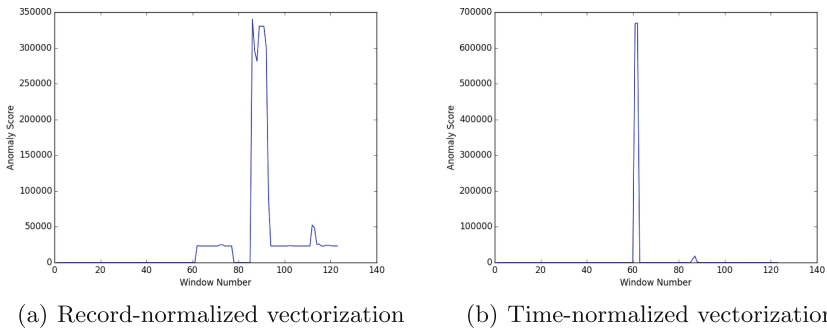 350000
300000
250000
200000
150000
100000
50000
0
Anomaly Score
0 20 40 60 80 100 120 140
Window Number
(a) Record-normalized vectorization
700000
600000
500000
400000
300000
200000
100000
0
Anomaly Score
0 20 40 60 80 100 120 140
Window Number
(b) Time-normalized vectorization